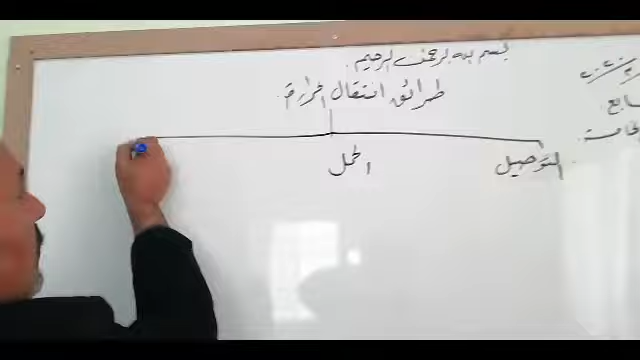 بسم الله الرحمن الرحيم
طرائق انتقال الحرارة
التوصيل
الحمل